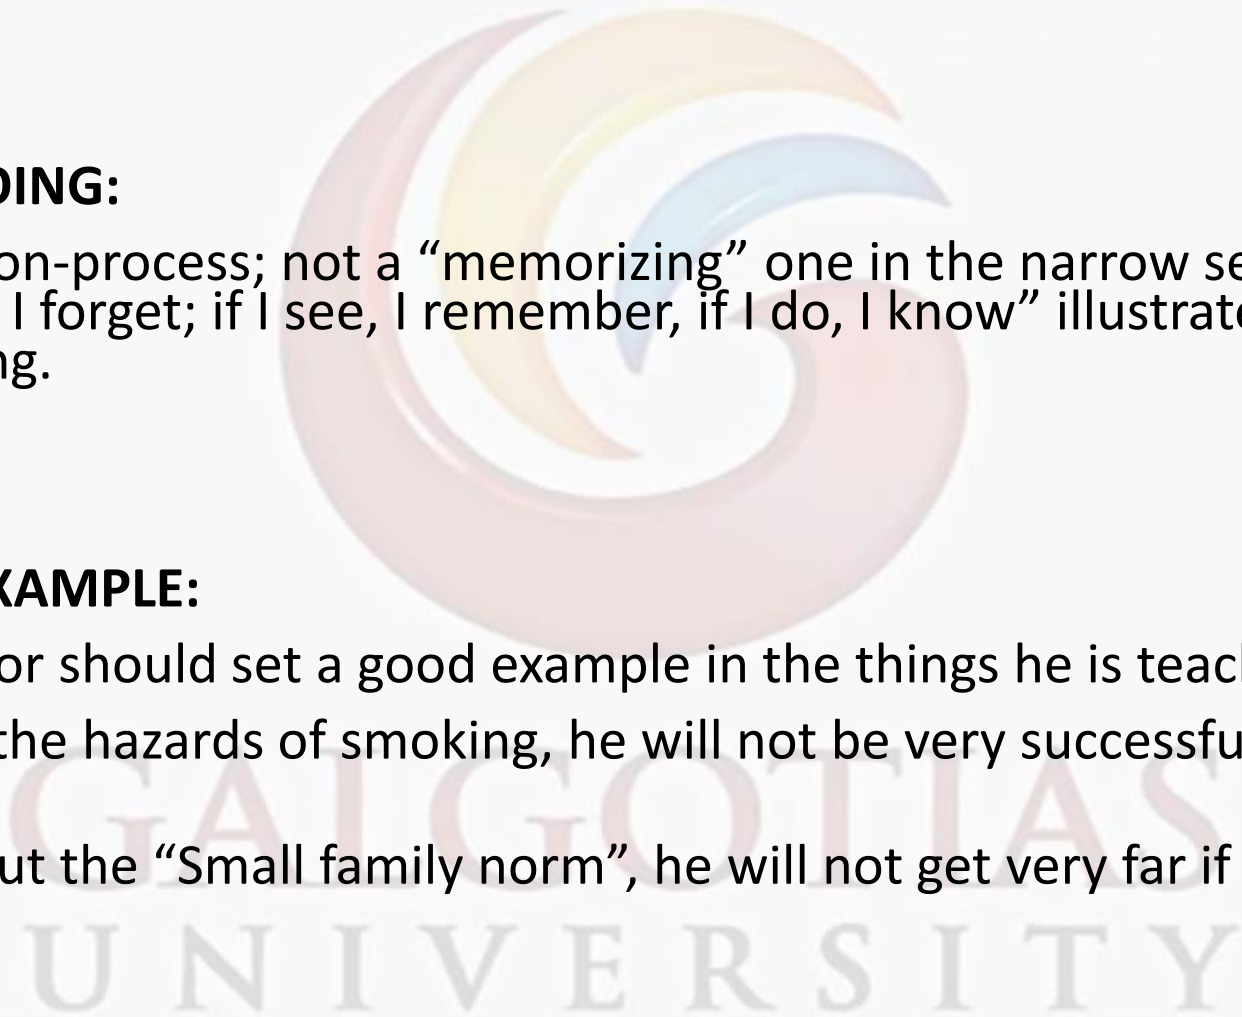 DING:
on-process; not a “memorizing” one in the narrow se
I forget; if I see, I remember, if I do, I know” illustrate
ng.
XAMPLE:
or should set a good example in the things he is teach
the hazards of smoking, he will not be very successfu
ut the “Small family norm”, he will not get very far if
GALGOTIAS
UNIVERSITY